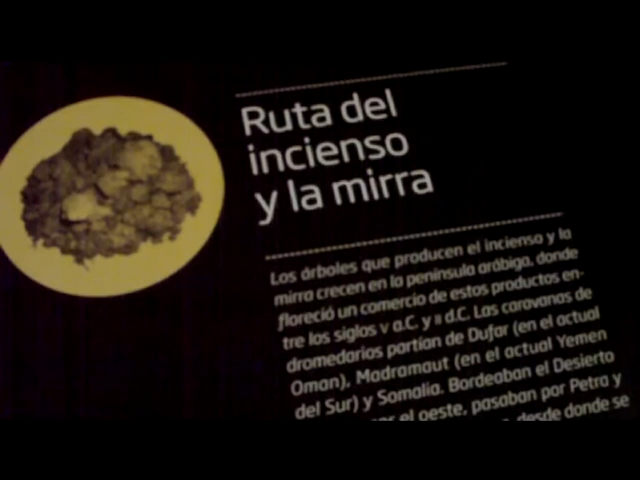 Ruta del
incienso
y la mirra
Los árboles que producen el incienso y la
mirra crecen en la península arábiga, donde
floreció un comercio de estos productos en-
tre los siglos V a.C. y II d.C. Las caravanas de
dromedarios partían de Dufar (en el actual
Oman), Madramaut (en el actual Yemen
del Sur) y Somalia. Bordeaban el Desierto
el oeste, pasaban por Petra y
desde donde se